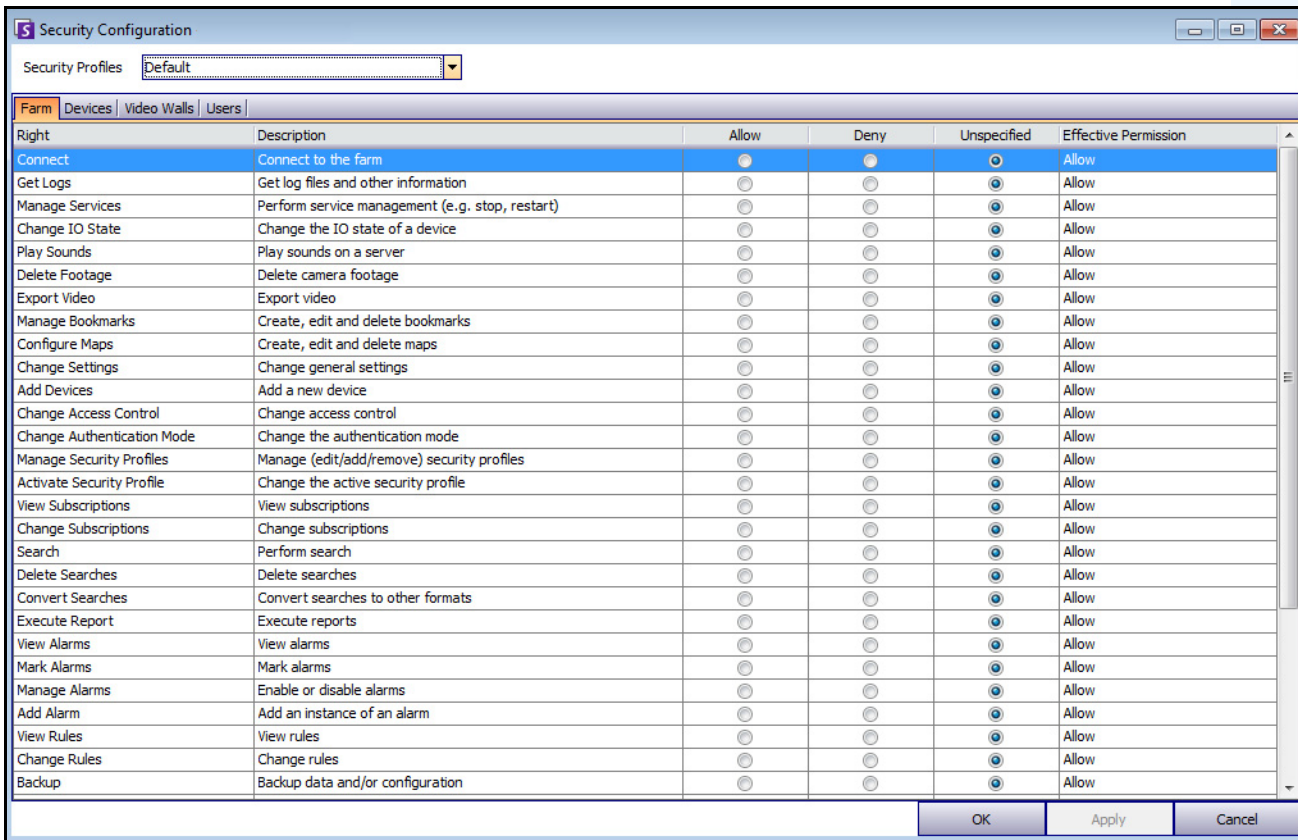 Security Configuration
Security Profiles Default
Farm Devices Video Walls Users
Right Description Allow Deny Unspecified Effective Permission
Connect Connect to the farm Allow
Get Logs Get log files and other information Allow
Manage Services Perform service management (e.g. stop, restart) Allow
Change IO State Change the IO state of a device Allow
Play Sounds Play sounds on a server Allow
Delete Footage Delete camera footage Allow
Export Video Export video Allow
Manage Bookmarks Create, edit and delete bookmarks Allow
Configure Maps Create, edit and delete maps Allow
Change Settings Change general settings Allow
Add Devices Add a new device Allow
Change Access Control Change access control Allow
Change Authentication Mode Change the authentication mode Allow
Manage Security Profiles Manage (edit/add/remove) security profiles Allow
Activate Security Profile Change the active security profile Allow
View Subscriptions View subscriptions Allow
Change Subscriptions Change subscriptions Allow
Search Perform search Allow
Delete Searches Delete searches Allow
Convert Searches Convert searches to other formats Allow
Execute Report Execute reports Allow
View Alarms View alarms Allow
Mark Alarms Mark alarms Allow
Manage Alarms Enable or disable alarms Allow
Add Alarm Add an instance of an alarm Allow
View Rules View rules Allow
Change Rules Change rules Allow
Backup Backup data and/or configuration Allow
OK Apply Cancel